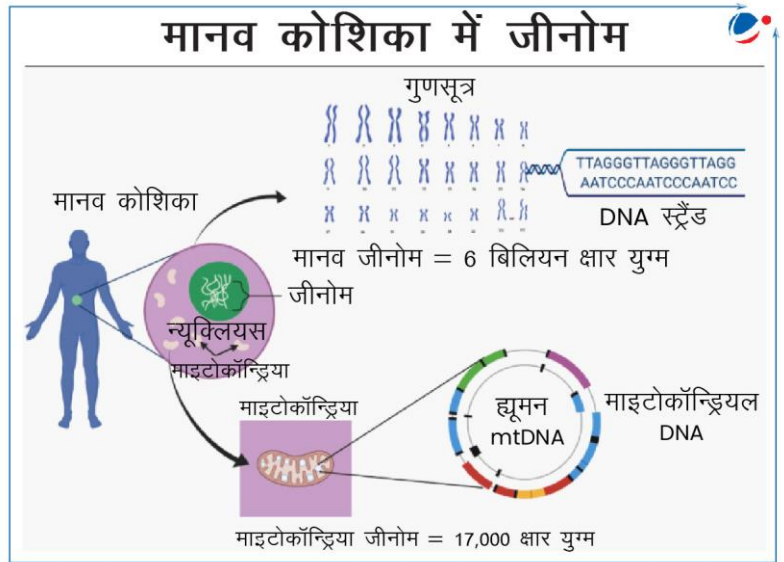 मानव कोशिका में जीनोम
गुणसूत्र
TTAGGGTTAGGGTTAGG
AATCCCAATCCCAATCC
DNA स्ट्रैंड
मानव कोशिका
मानव जीनोम = 6 बिलियन क्षार युग्म
जीनोम
न्यूक्लियस
माइटोकॉन्ड्रिया
माइटोकॉन्ड्रिया
ह्यूमन
mtDNA
माइटोकॉन्ड्रियल
DNA
माइटोकॉन्ड्रिया जीनोम = 17,000 क्षार युग्म